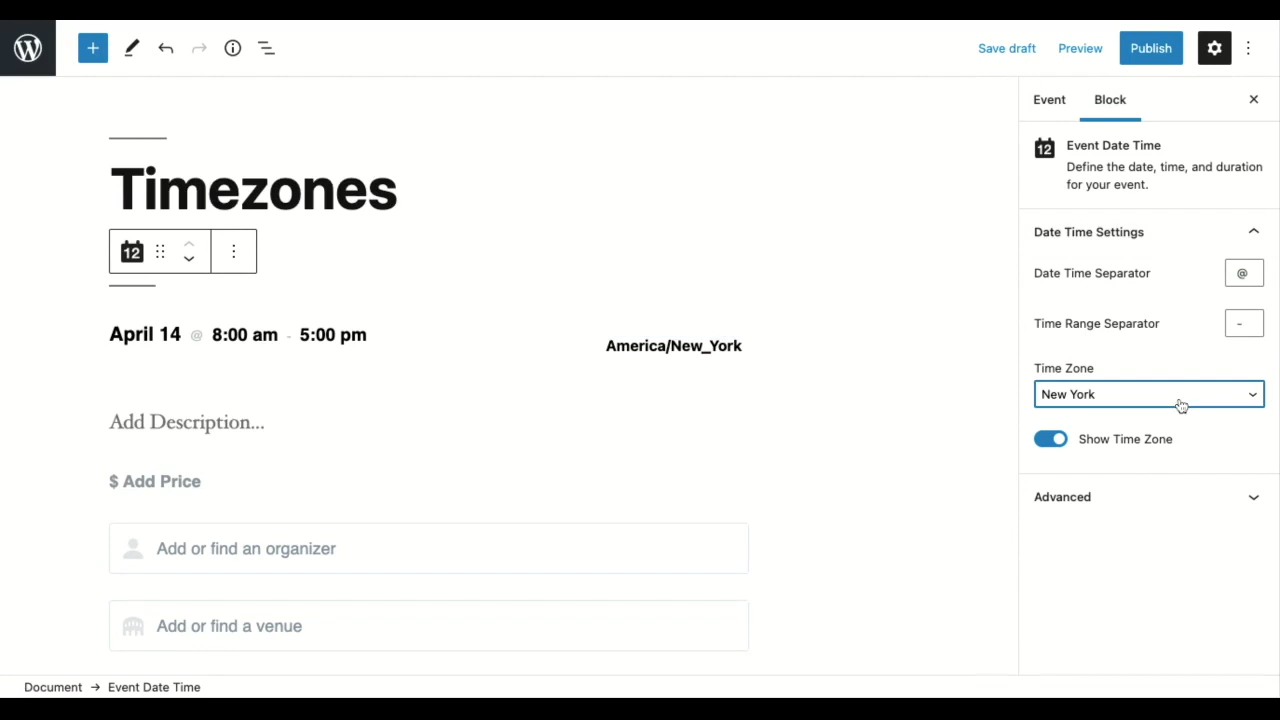 Save draft
Preview
Publish
Event
Block
12
Event Date Time
Define the date, time, and duration
for your event.
Timezones
12
Date Time Settings
Date Time Separator
@
Time Range Separator
-
April 14 @ 8:00 am - 5:00 pm
America/New_York
Time Zone
New York
Show Time Zone
Add Description...
$ Add Price
Advanced
Add or find an organizer
Add or find a venue
Document → Event Date Time